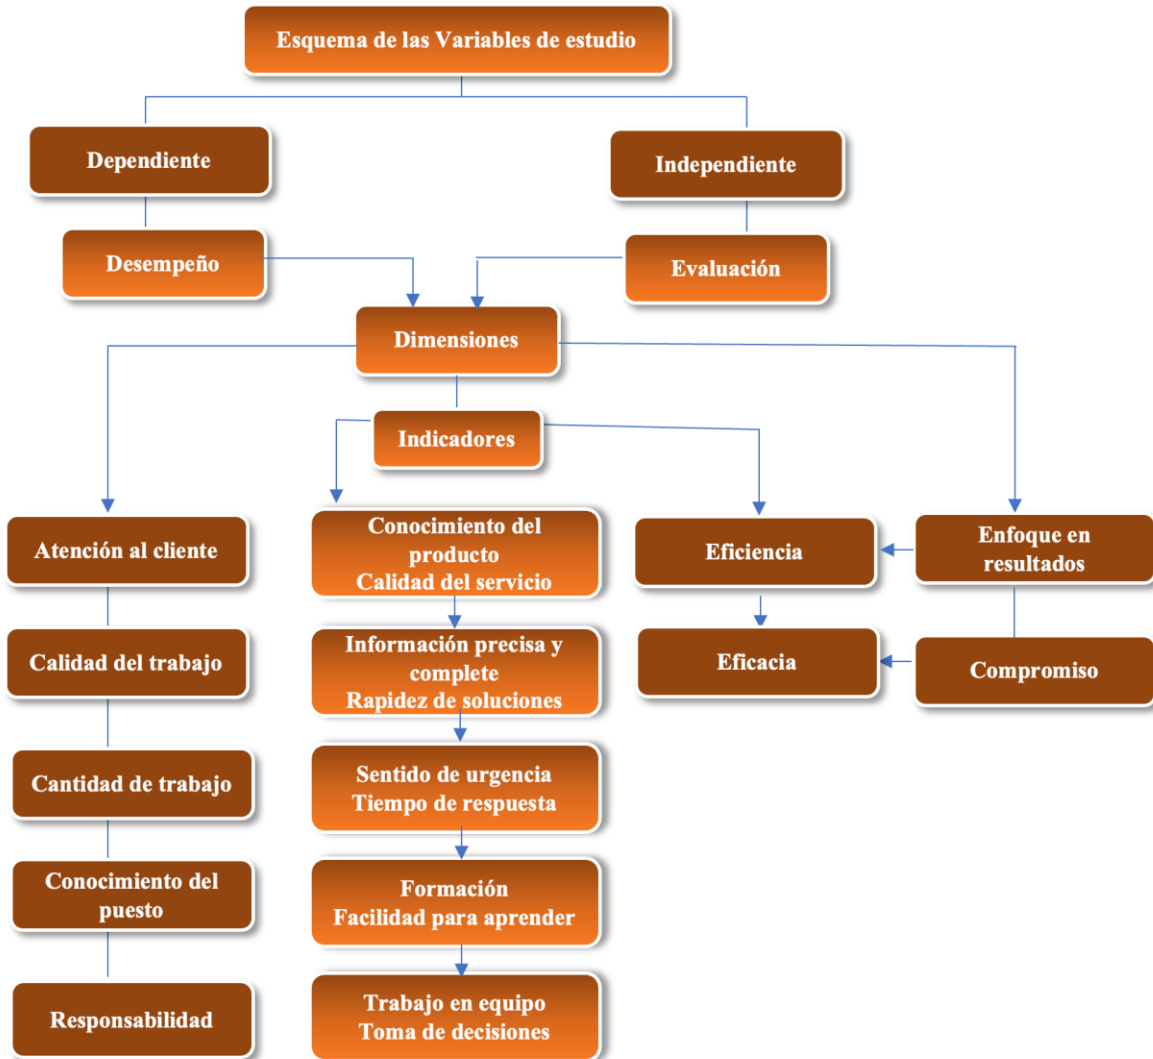 Esquema de las Variables de estudio
Dependiente
Independiente
Desempeño
Evaluación
Dimensiones
Indicadores
Atención al cliente
Conocimiento del
producto
Calidad del servicio
Eficiencia
Enfoque en
resultados
Calidad del trabajo
Información precisa y
complete
Rapidez de soluciones
Eficacia
Compromiso
Cantidad de trabajo
Sentido de urgencia
Tiempo de respuesta
Conocimiento del
puesto
Formación
Facilidad para aprender
Responsabilidad
Trabajo en equipo
Toma de decisiones